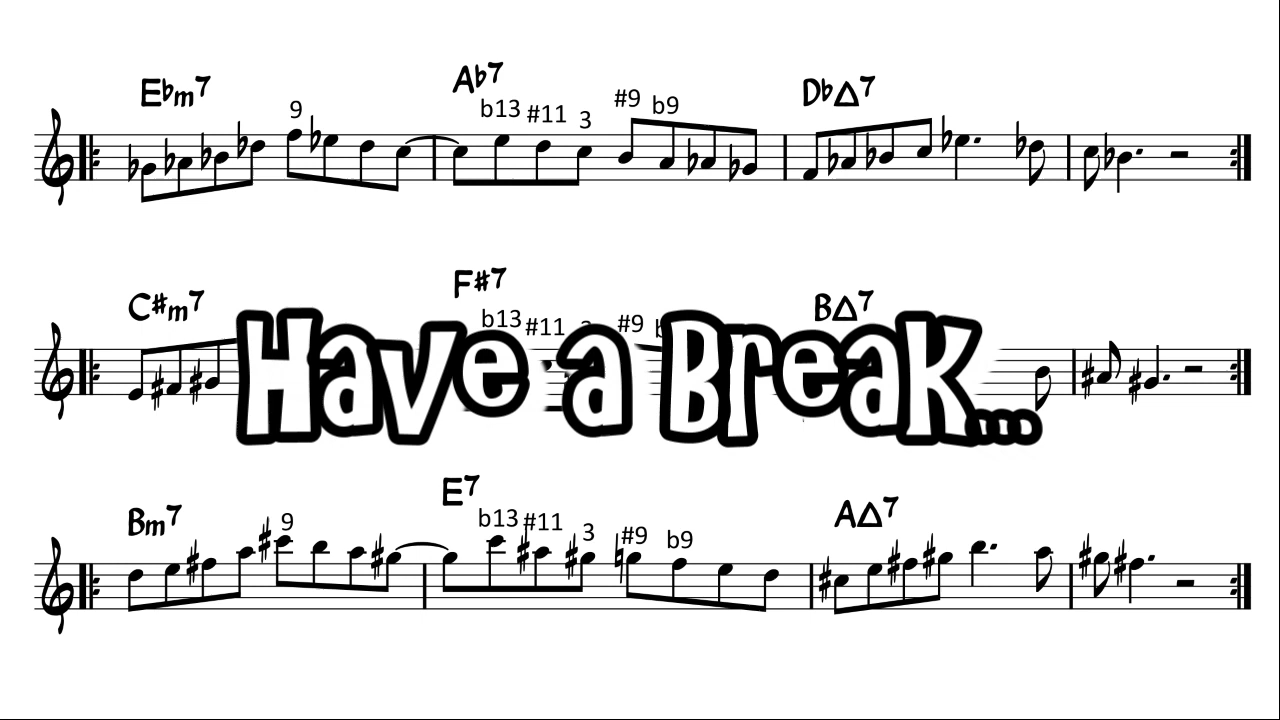 Ebm7 Ab7 DbΔ7
9 b13 #11 3 #9 b9
C#m7 F#7 BΔ7
b13 #11 #9
Have a Break...
Bm7 E7 AΔ7
9 b13 #11 3 #9 b9